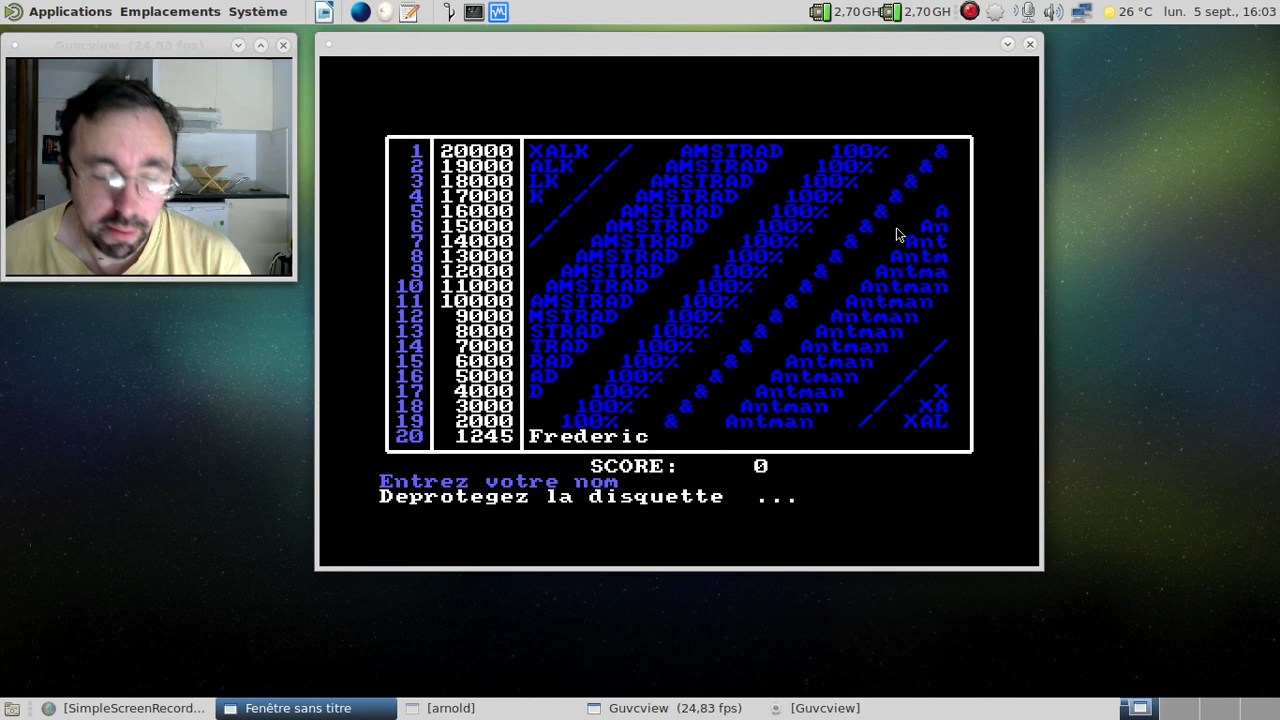 Applications Emplacements Système
2,70 GH 2,70 GH 26 °C lun. 5 sept., 16:03
Guvcview (24,83 fps)
1 20000 XALK / AMSTRAD 100% &
2 19000 ALK / AMSTRAD 100% &
3 18000 LK / AMSTRAD 100% &
4 17000 K / AMSTRAD 100% &
5 16000 / AMSTRAD 100% & A
6 15000 / AMSTRAD 100% & An
7 14000 / AMSTRAD 100% & Ant
8 13000 AMSTRAD 100% & Antm
9 12000 AMSTRAD 100% & Antma
10 11000 AMSTRAD 100% & Antman
11 10000 AMSTRAD 100% & Antman
12 9000 MSTRAD 100% & Antman
13 8000 STRAD 100% & Antman
14 7000 TRAD 100% & Antman /
15 6000 RAD 100% & Antman /
16 5000 AD 100% & Antman /
17 4000 D 100% & Antman / X
18 3000 100% & Antman / XA
19 2000 100% & Antman / XAL
20 1245 Frederic
SCORE: 0
Entrez votre nom
Deprotegez la disquette ...
[SimpleScreenRecord... Fenêtre sans titre [arnold] Guvcview (24,83 fps) [Guvcview]